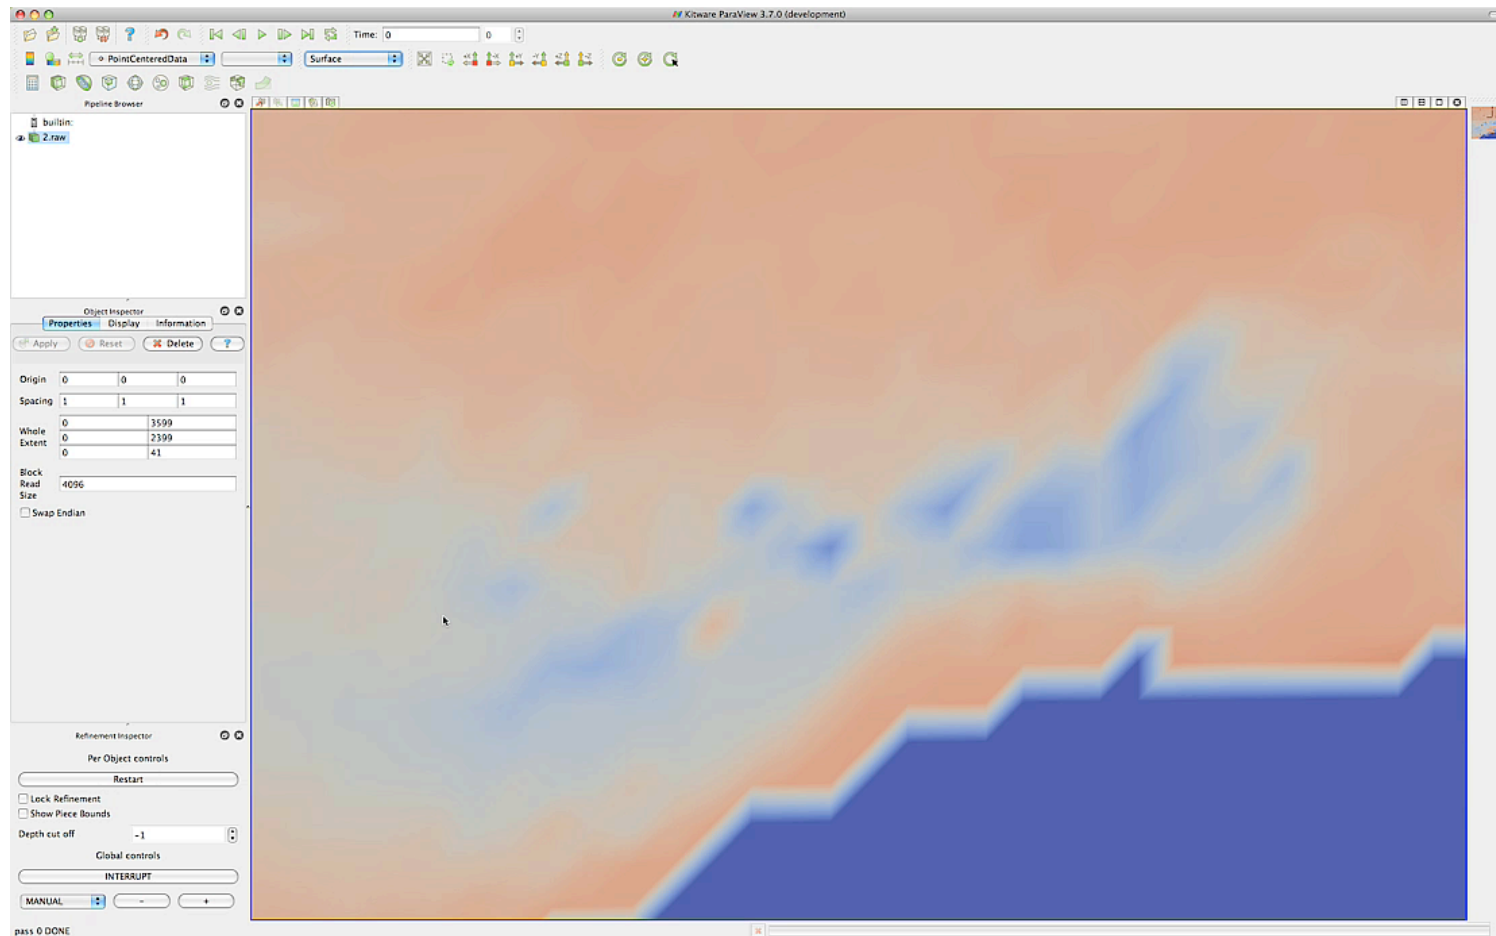 Kitware ParaView 3.7.0 (development)
Time: 0 0
PointCenteredData Surface
Pipeline Browser
builtin:
2.raw
Object Inspector
Properties Display Information
Apply Reset Delete ?
Origin 0 0 0
Spacing 1 1 1
Whole Extent
0 3599
0 2399
0 41
Block
Read
Size
4096
Swap Endian
Refinement Inspector
Per Object controls
Restart
Lock Refinement
Show Piece Bounds
Depth cut off -1
Global controls
INTERRUPT
MANUAL - +
pass 0 DONE